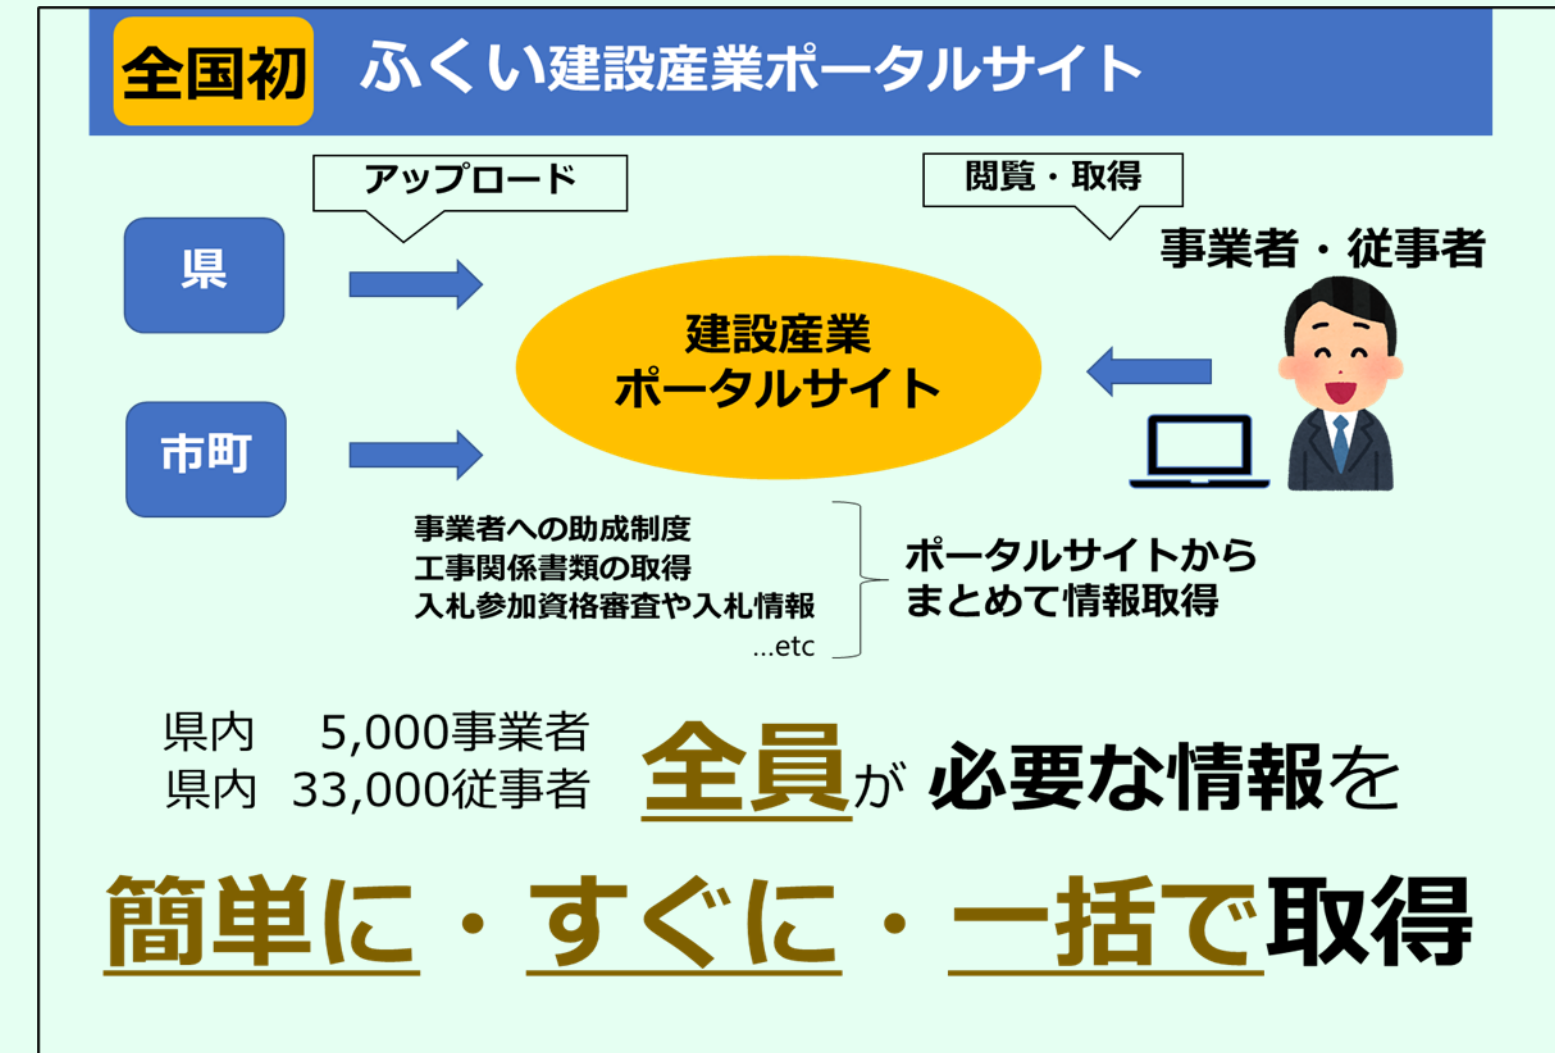 全国初
ふくい建設産業ポータルサイト
アップロード
閲覧・取得
県
事業者・従事者
建設産業
ポータルサイト
市町
事業者への助成制度
工事関係書類の取得
入札参加資格審査や入札情報
...etc
ポータルサイトから
まとめて情報取得
県内 5,000事業者
県内 33,000従事者
全員が 必要な情報を
簡単に・すぐに・一括で取得